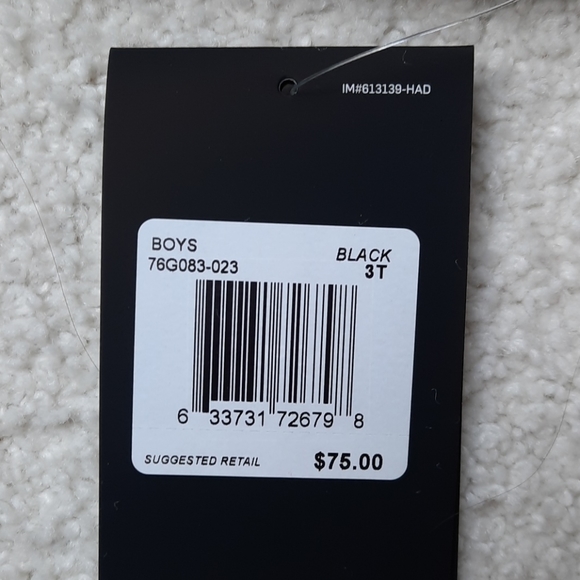 IM#613139-HAD
BOYS BLACK
76G083-023 3T
6 33731 72679 8
SUGGESTED RETAIL $75.00